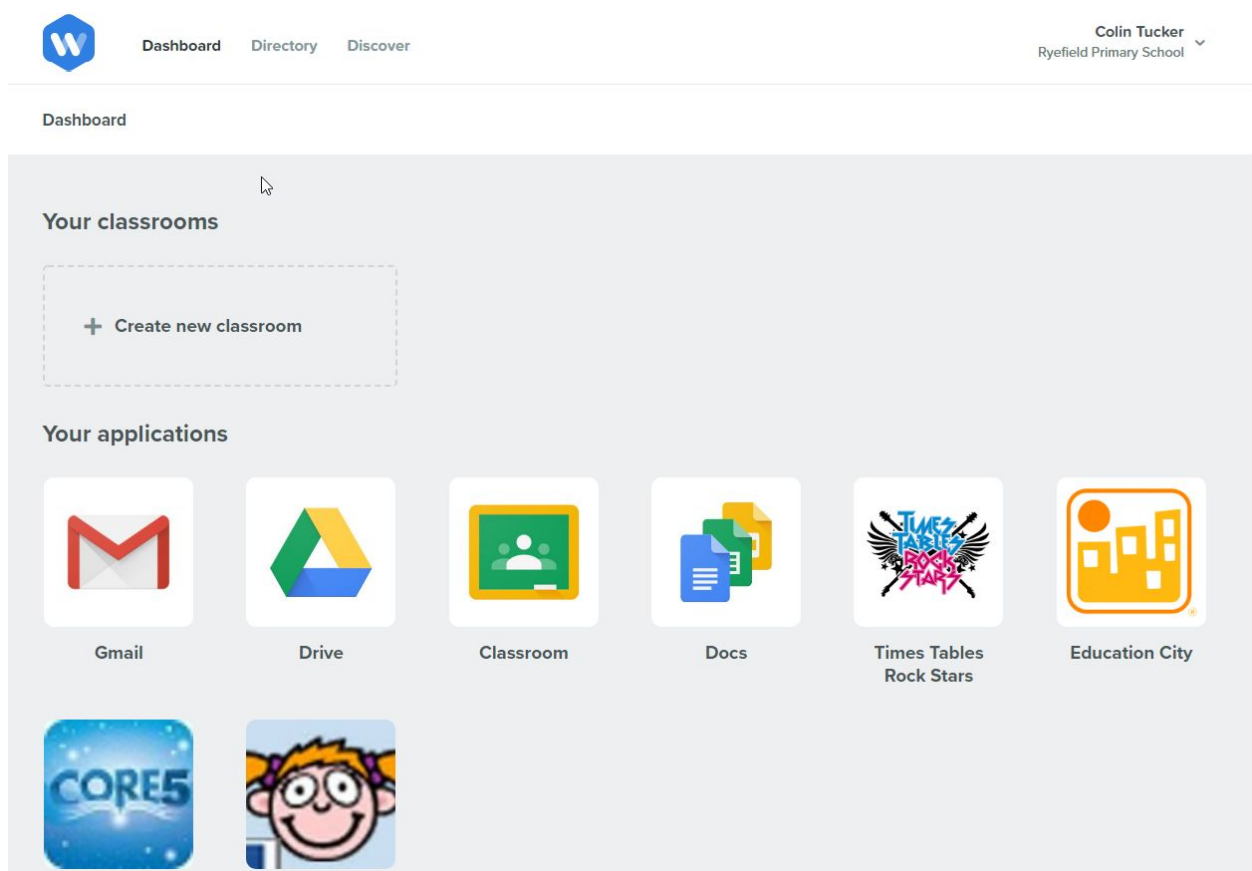 W
Dashboard Directory Discover
Colin Tucker
Ryefield Primary School
Dashboard
Your classrooms
+ Create new classroom
Your applications
TIMES
TABLES
ROCK
STARS
Gmail Drive Classroom Docs Times Tables Education City
Rock Stars
CORE5